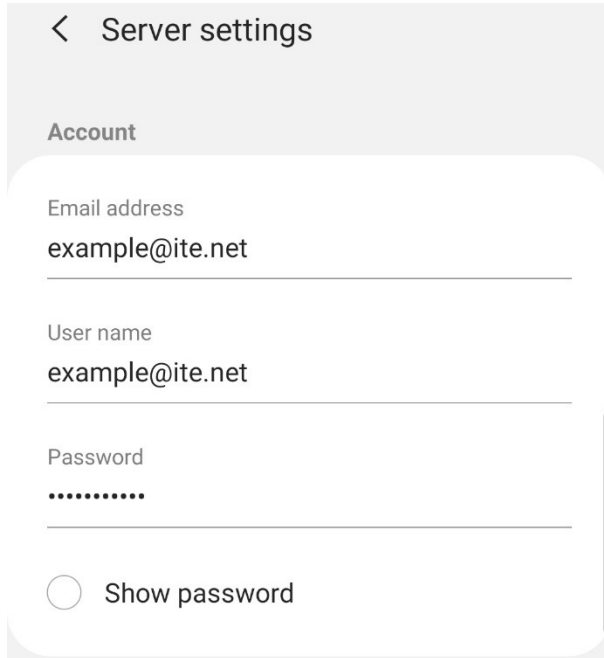 Server settings
Account
Email address
example@ite.net
User name
example@ite.net
Password
•••••••••••
Show password